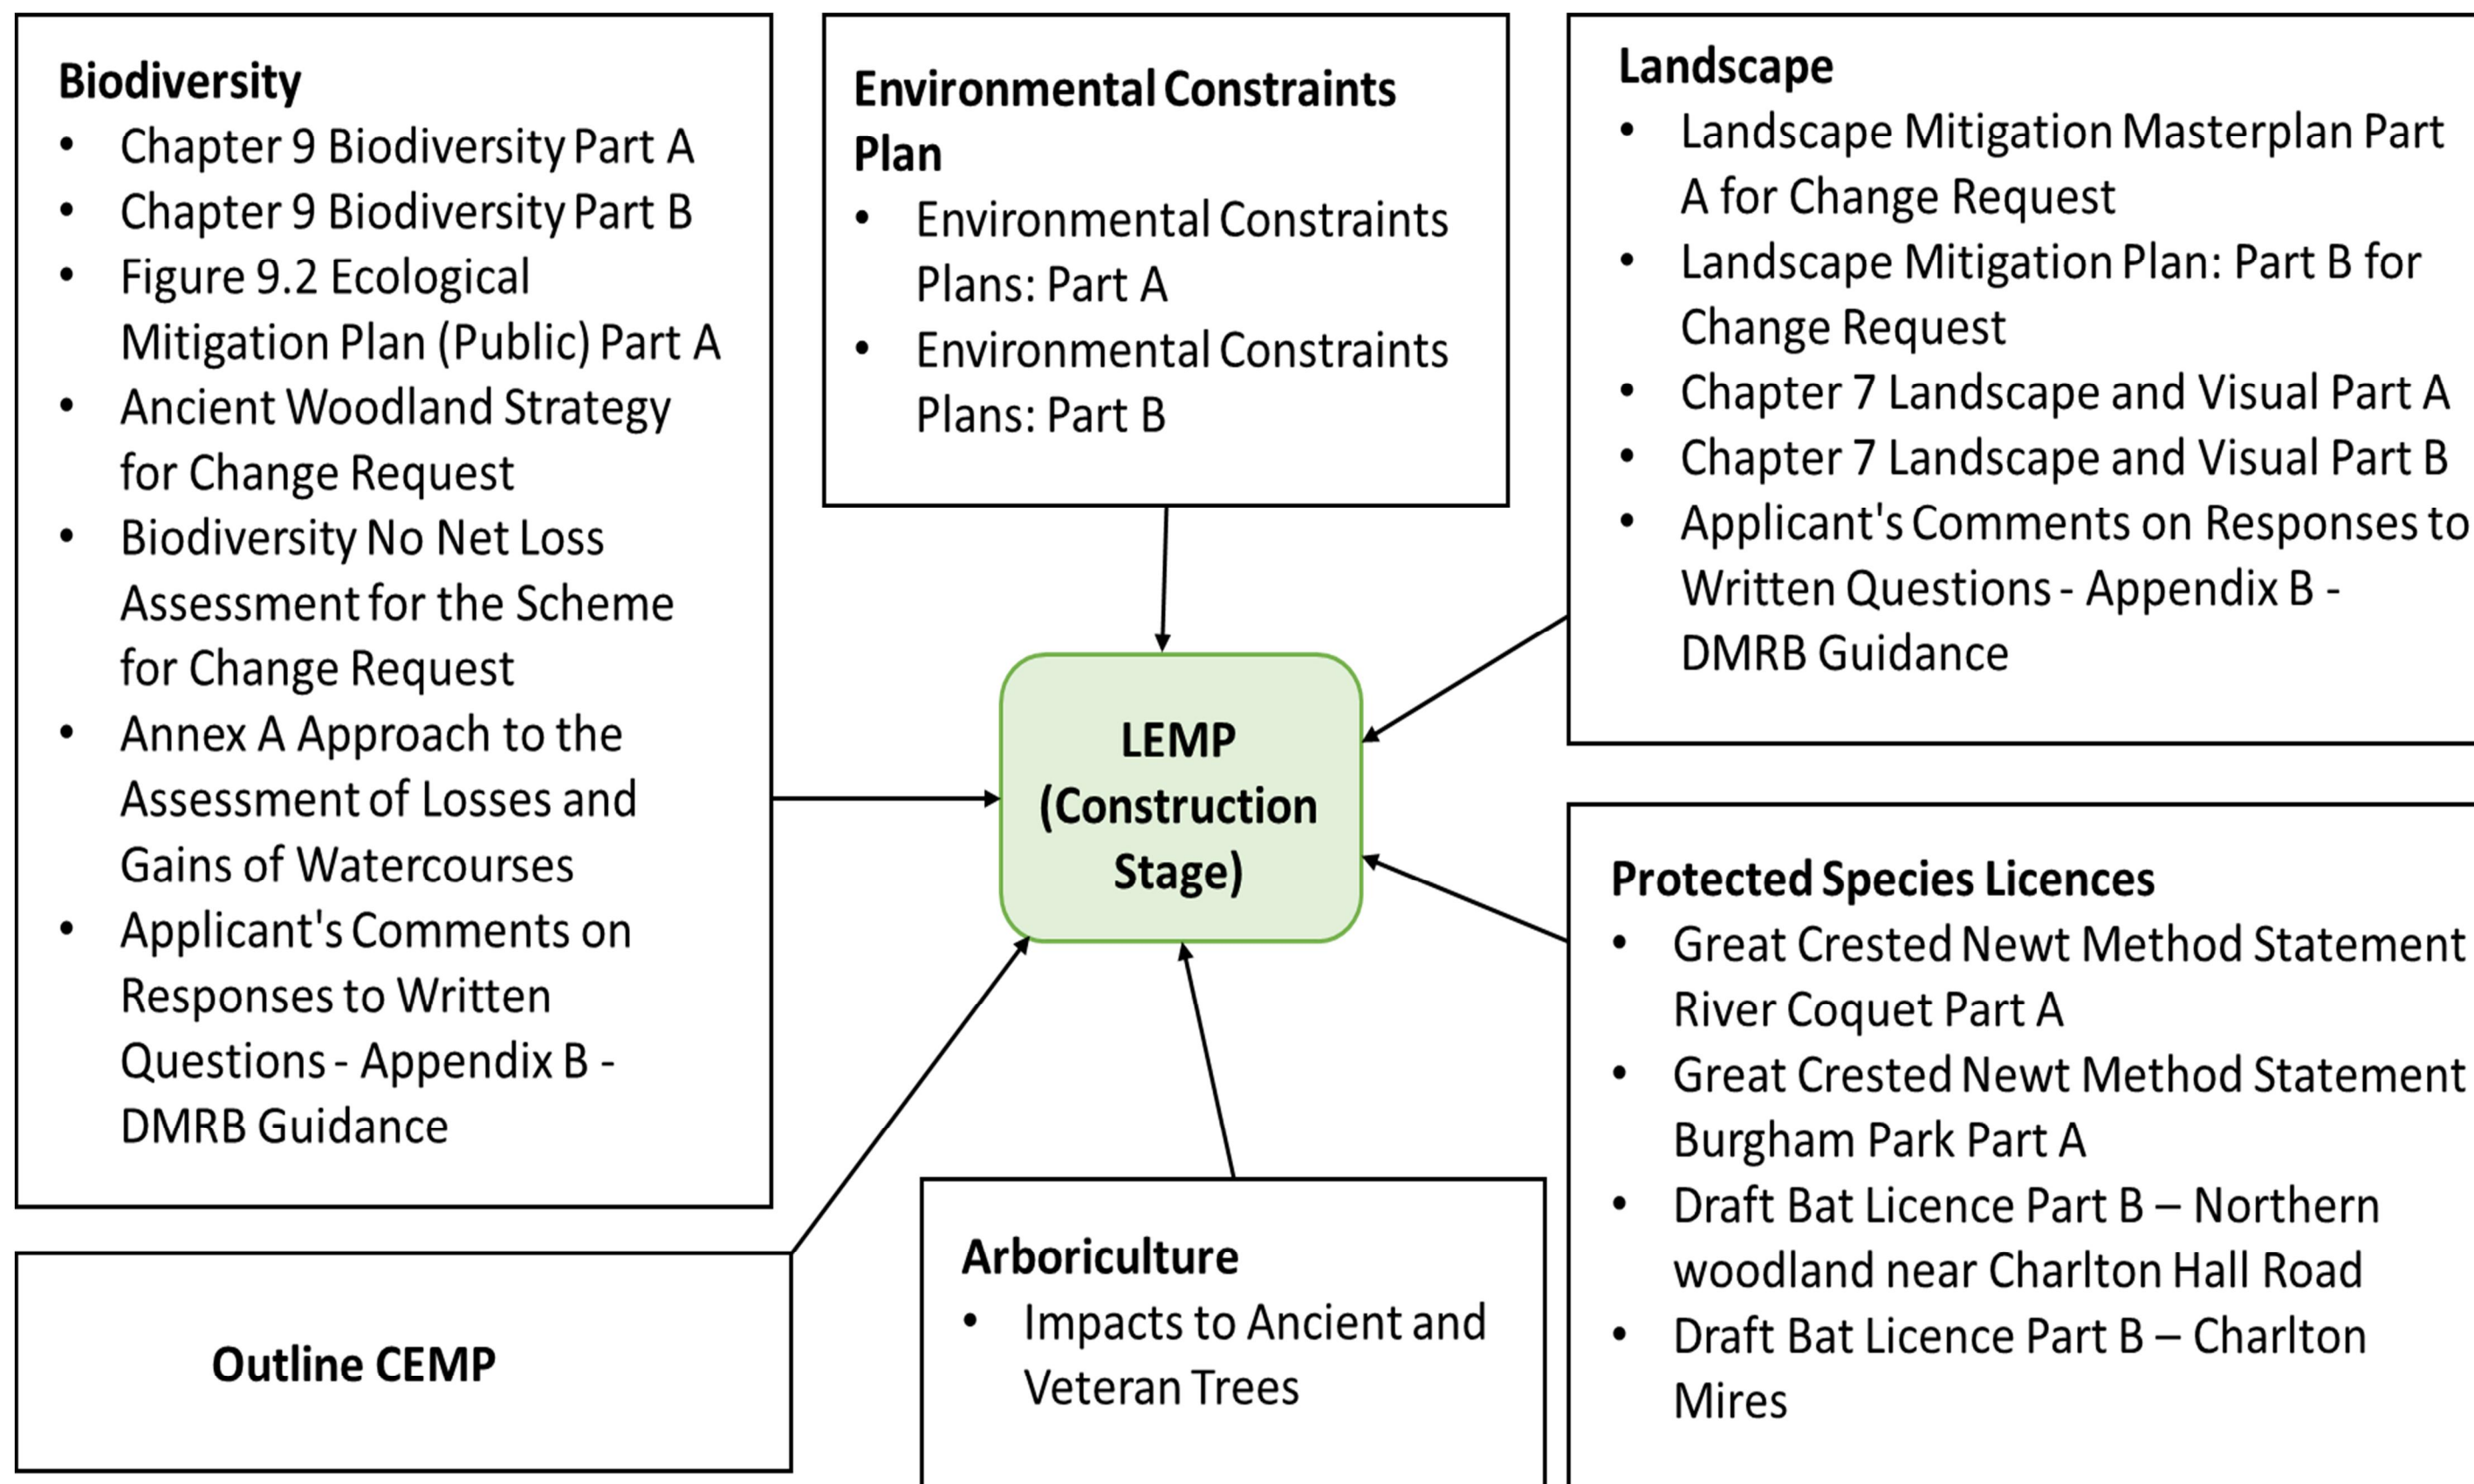 Biodiversity
• Chapter 9 Biodiversity Part A
• Chapter 9 Biodiversity Part B
• Figure 9.2 Ecological
Mitigation Plan (Public) Part A
• Ancient Woodland Strategy
for Change Request
• Biodiversity No Net Loss
Assessment for the Scheme
for Change Request
• Annex A Approach to the
Assessment of Losses and
Gains of Watercourses
• Applicant's Comments on
Responses to Written
Questions - Appendix B -
DMRB Guidance
Environmental Constraints
Plan
• Environmental Constraints
Plans: Part A
• Environmental Constraints
Plans: Part B
Landscape
• Landscape Mitigation Masterplan Part
A for Change Request
• Landscape Mitigation Plan: Part B for
Change Request
• Chapter 7 Landscape and Visual Part A
• Chapter 7 Landscape and Visual Part B
• Applicant's Comments on Responses to
Written Questions - Appendix B -
DMRB Guidance
LEMP
(Construction
Stage)
Protected Species Licences
• Great Crested Newt Method Statement
River Coquet Part A
• Great Crested Newt Method Statement
Burgham Park Part A
• Draft Bat Licence Part B – Northern
woodland near Charlton Hall Road
• Draft Bat Licence Part B – Charlton
Mires
Outline CEMP
Arboriculture
• Impacts to Ancient and
Veteran Trees